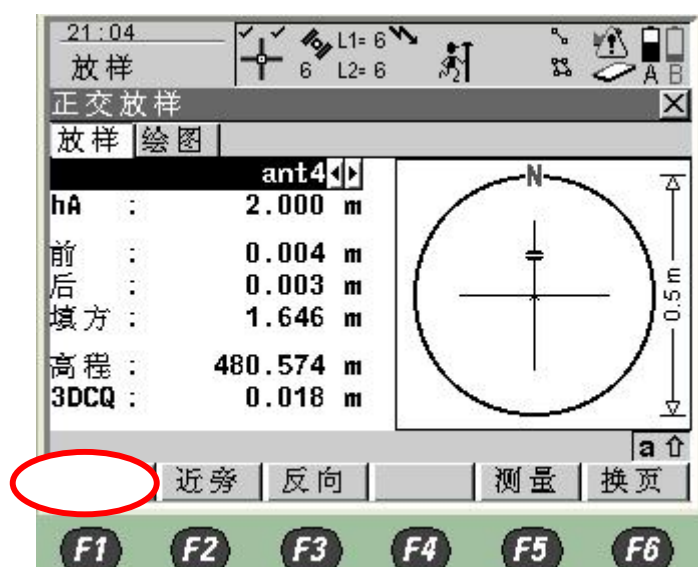 21:04
放样
6 L1= 6
L2= 6
A B
正交放样
放样 绘图
ant4
hA : 2.000 m
前 : 0.004 m
后 : 0.003 m
填方 : 1.646 m
高程 : 480.574 m
3DCQ : 0.018 m
N
0.5 m
a
近旁 反向 测量 换页
F1 F2 F3 F4 F5 F6